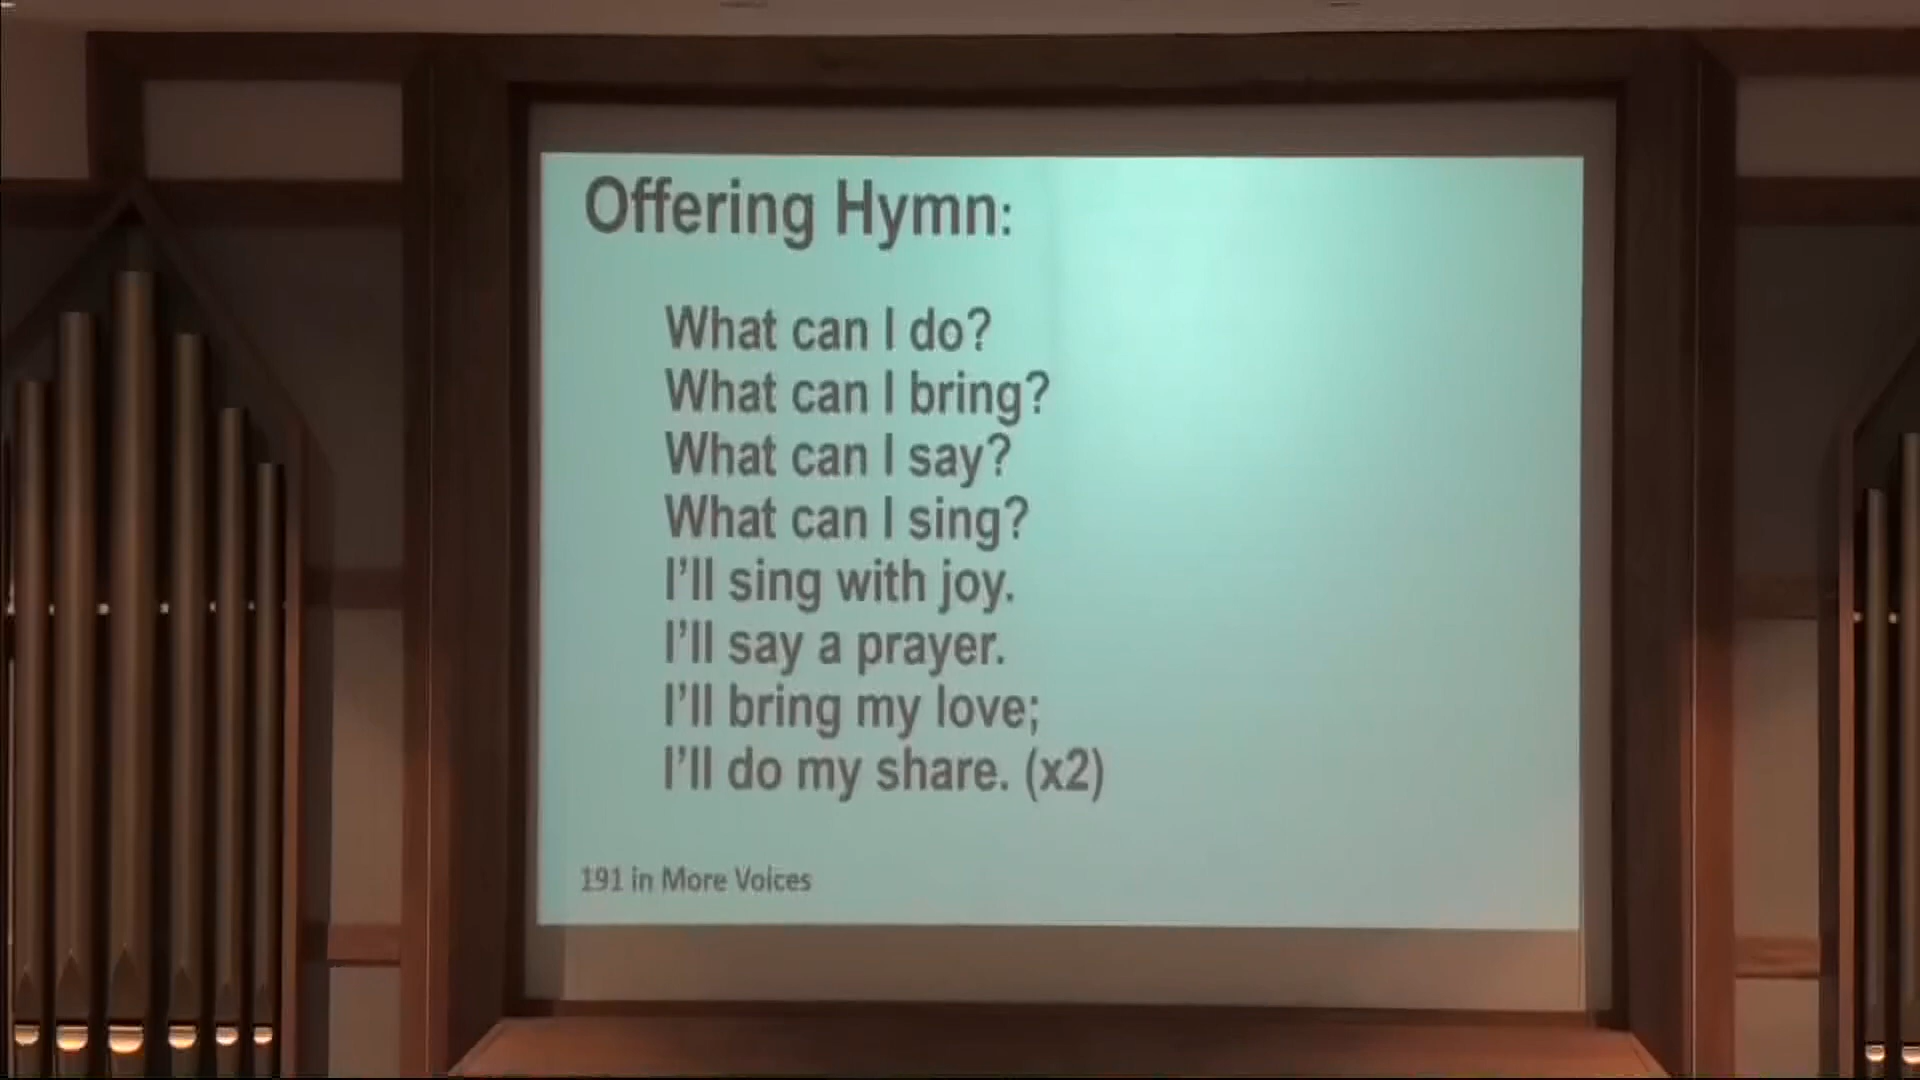 Offering Hymn:
What can I do?
What can I bring?
What can I say?
What can I sing?
I'll sing with joy.
I'll say a prayer.
I'll bring my love;
I'll do my share. (x2)
191 in More Voices